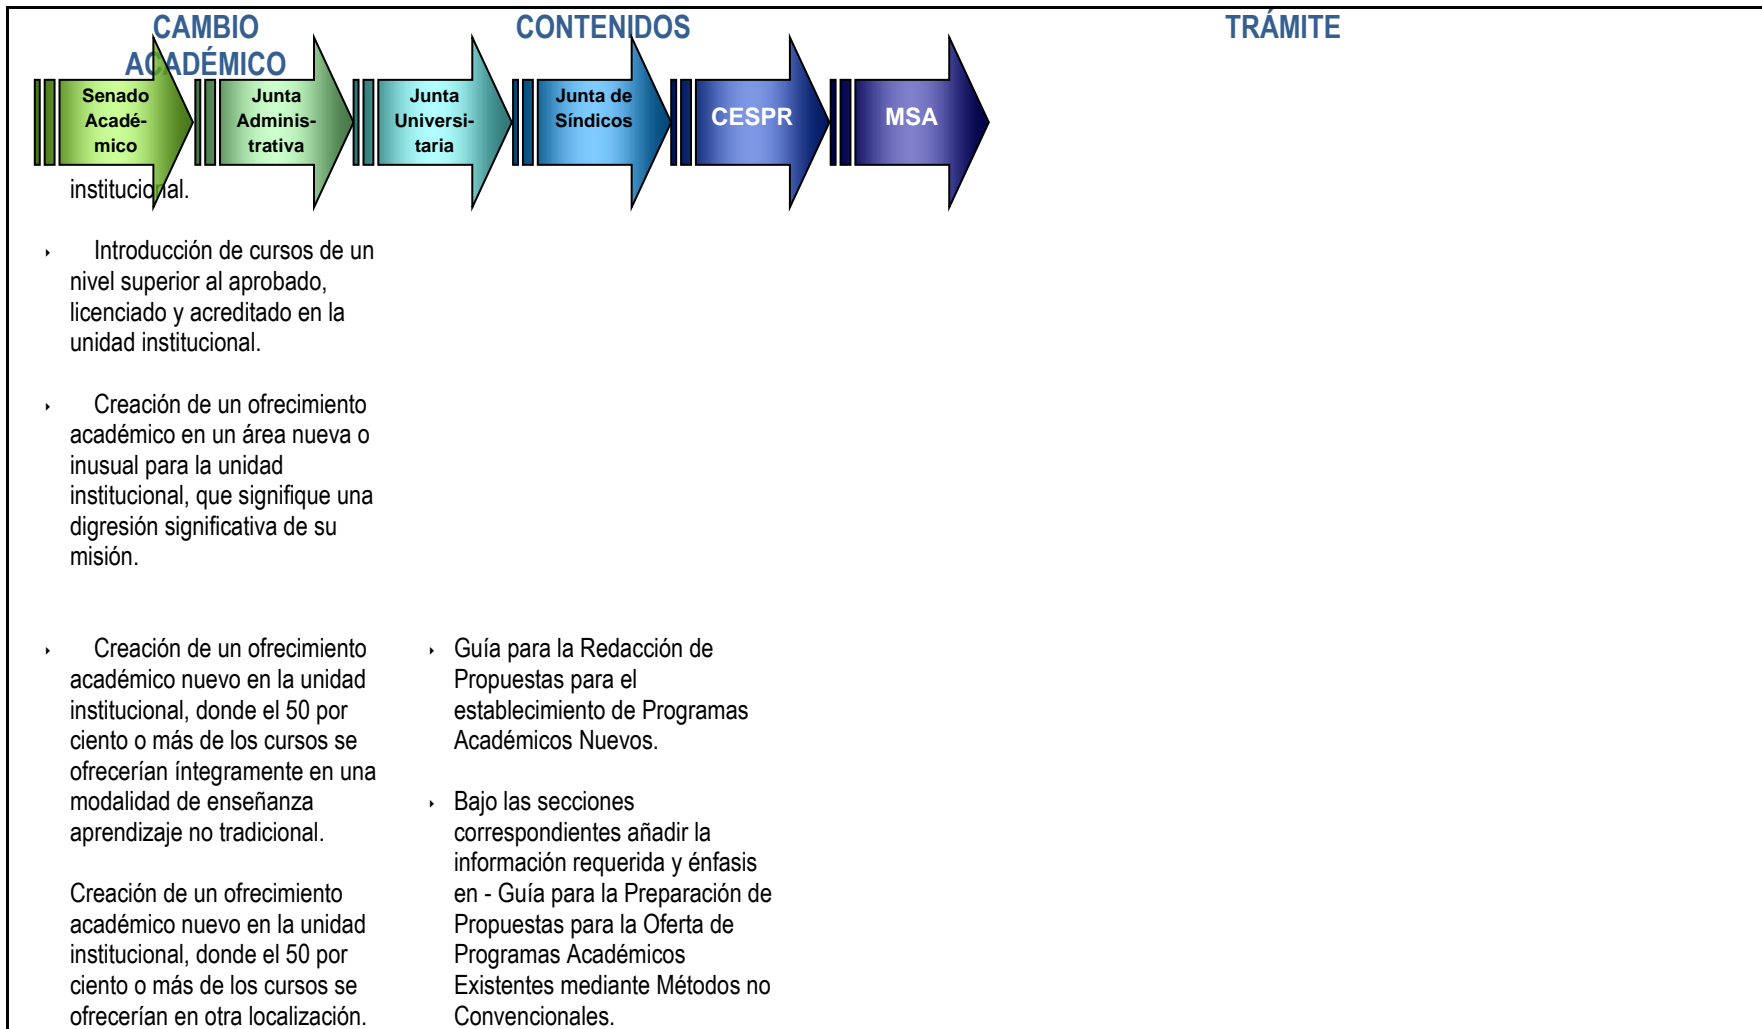 CAMBIO
ACADÉMICO
CONTENIDOS
TRÁMITE
Senado
Acadé-
mico
Junta
Adminis-
trativa
Junta
Universi-
taria
Junta de
Síndicos
CESPR
MSA
institucional.
‣ Introducción de cursos de un
nivel superior al aprobado,
licenciado y acreditado en la
unidad institucional.
‣ Creación de un ofrecimiento
académico en un área nueva o
inusual para la unidad
institucional, que signifique una
digresión significativa de su
misión.
‣ Creación de un ofrecimiento
académico nuevo en la unidad
institucional, donde el 50 por
ciento o más de los cursos se
ofrecerían íntegramente en una
modalidad de enseñanza
aprendizaje no tradicional.
Creación de un ofrecimiento
académico nuevo en la unidad
institucional, donde el 50 por
ciento o más de los cursos se
ofrecerían en otra localización.
‣ Guía para la Redacción de
Propuestas para el
establecimiento de Programas
Académicos Nuevos.
‣ Bajo las secciones
correspondientes añadir la
información requerida y énfasis
en - Guía para la Preparación de
Propuestas para la Oferta de
Programas Académicos
Existentes mediante Métodos no
Convencionales.